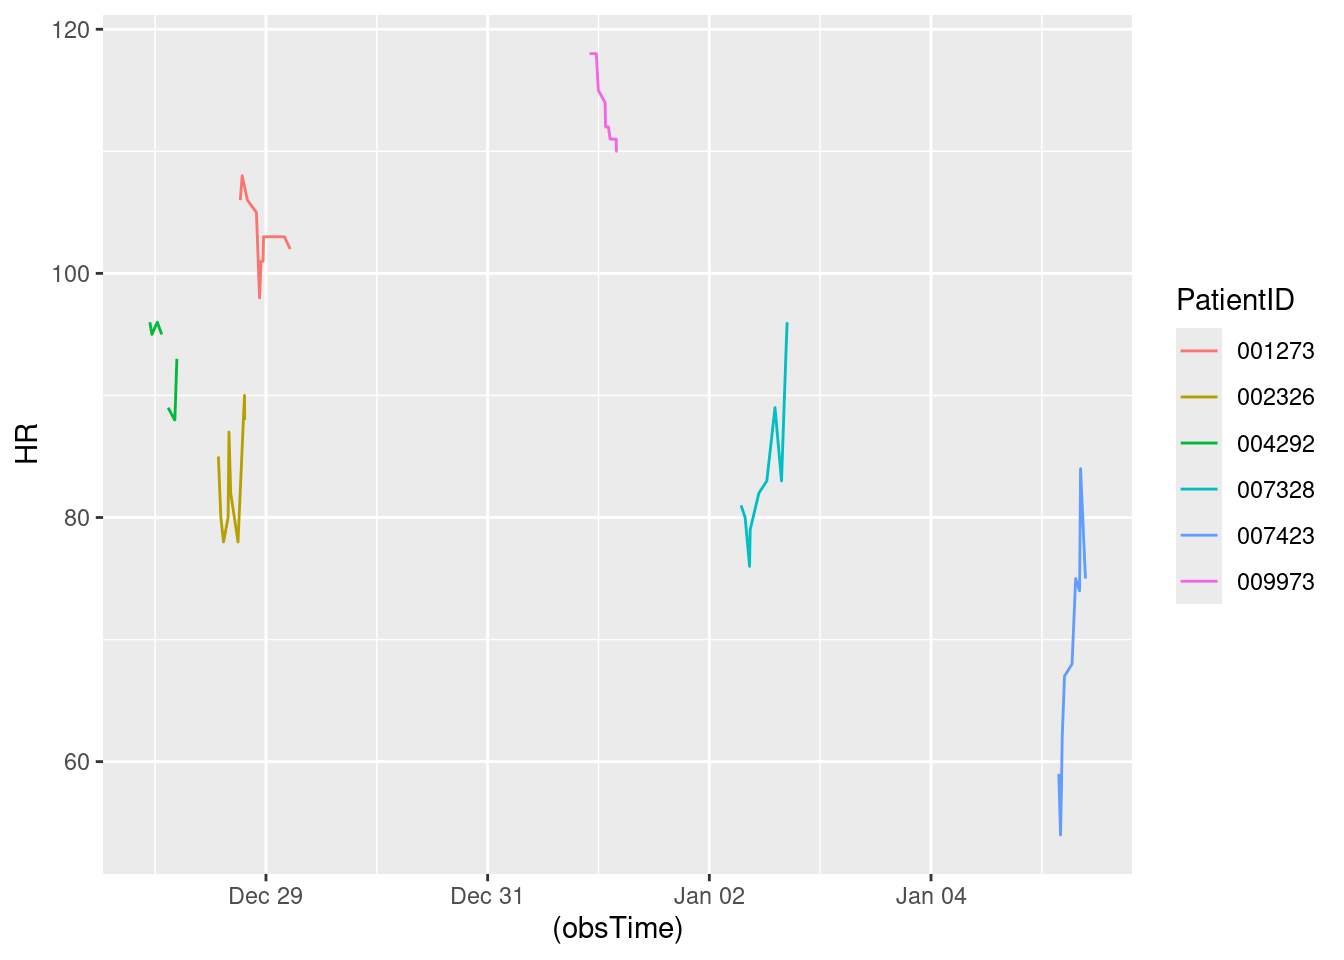 120
100
80
60
HR
Dec 29
Dec 31
Jan 02
Jan 04
(obsTime)
PatientID
001273
002326
004292
007328
007423
009973